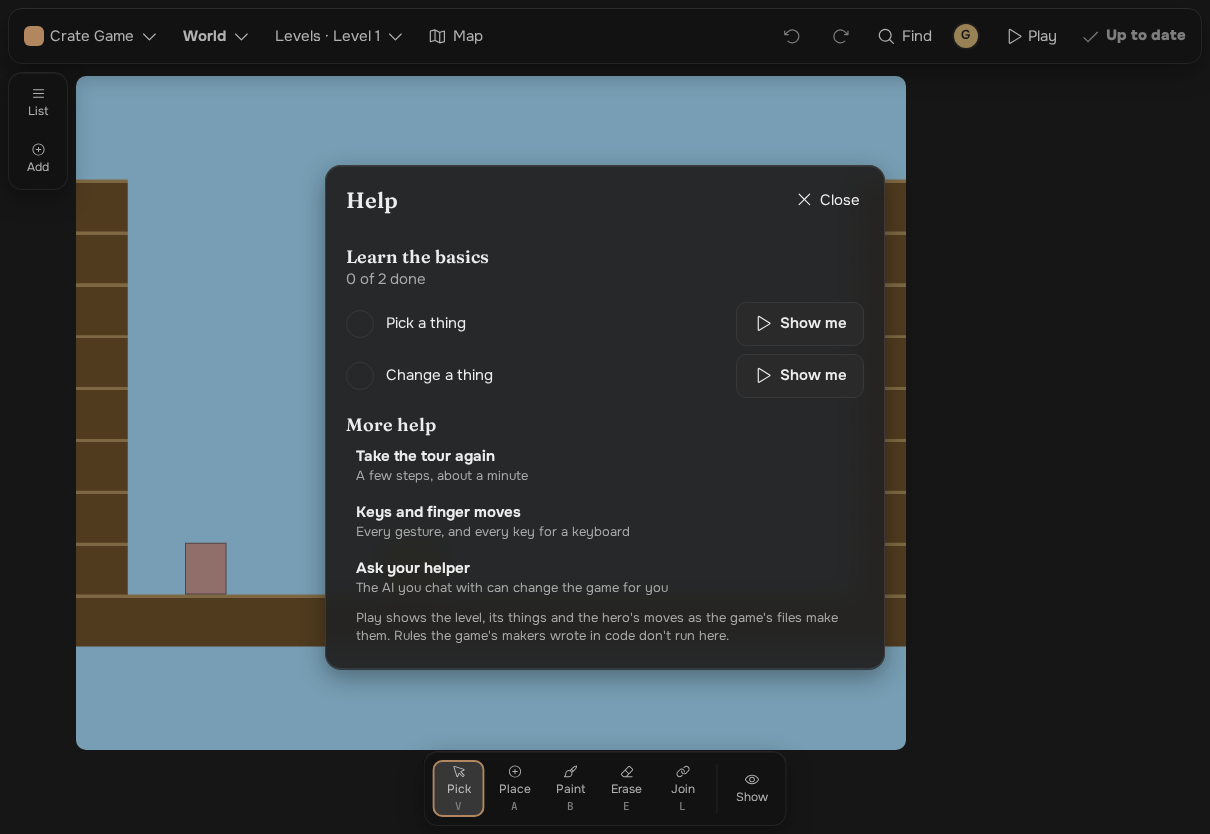 Crate Game
World
Levels · Level 1
Map
Find
G
Play
Up to date
List
Add
Help
Close
Learn the basics
0 of 2 done
Pick a thing
Show me
Change a thing
Show me
More help
Take the tour again
A few steps, about a minute
Keys and finger moves
Every gesture, and every key for a keyboard
Ask your helper
The AI you chat with can change the game for you
Play shows the level, its things and the hero's moves as the game's files make
them. Rules the game's makers wrote in code don't run here.
Pick
V
Place
A
Paint
B
Erase
E
Join
L
Show